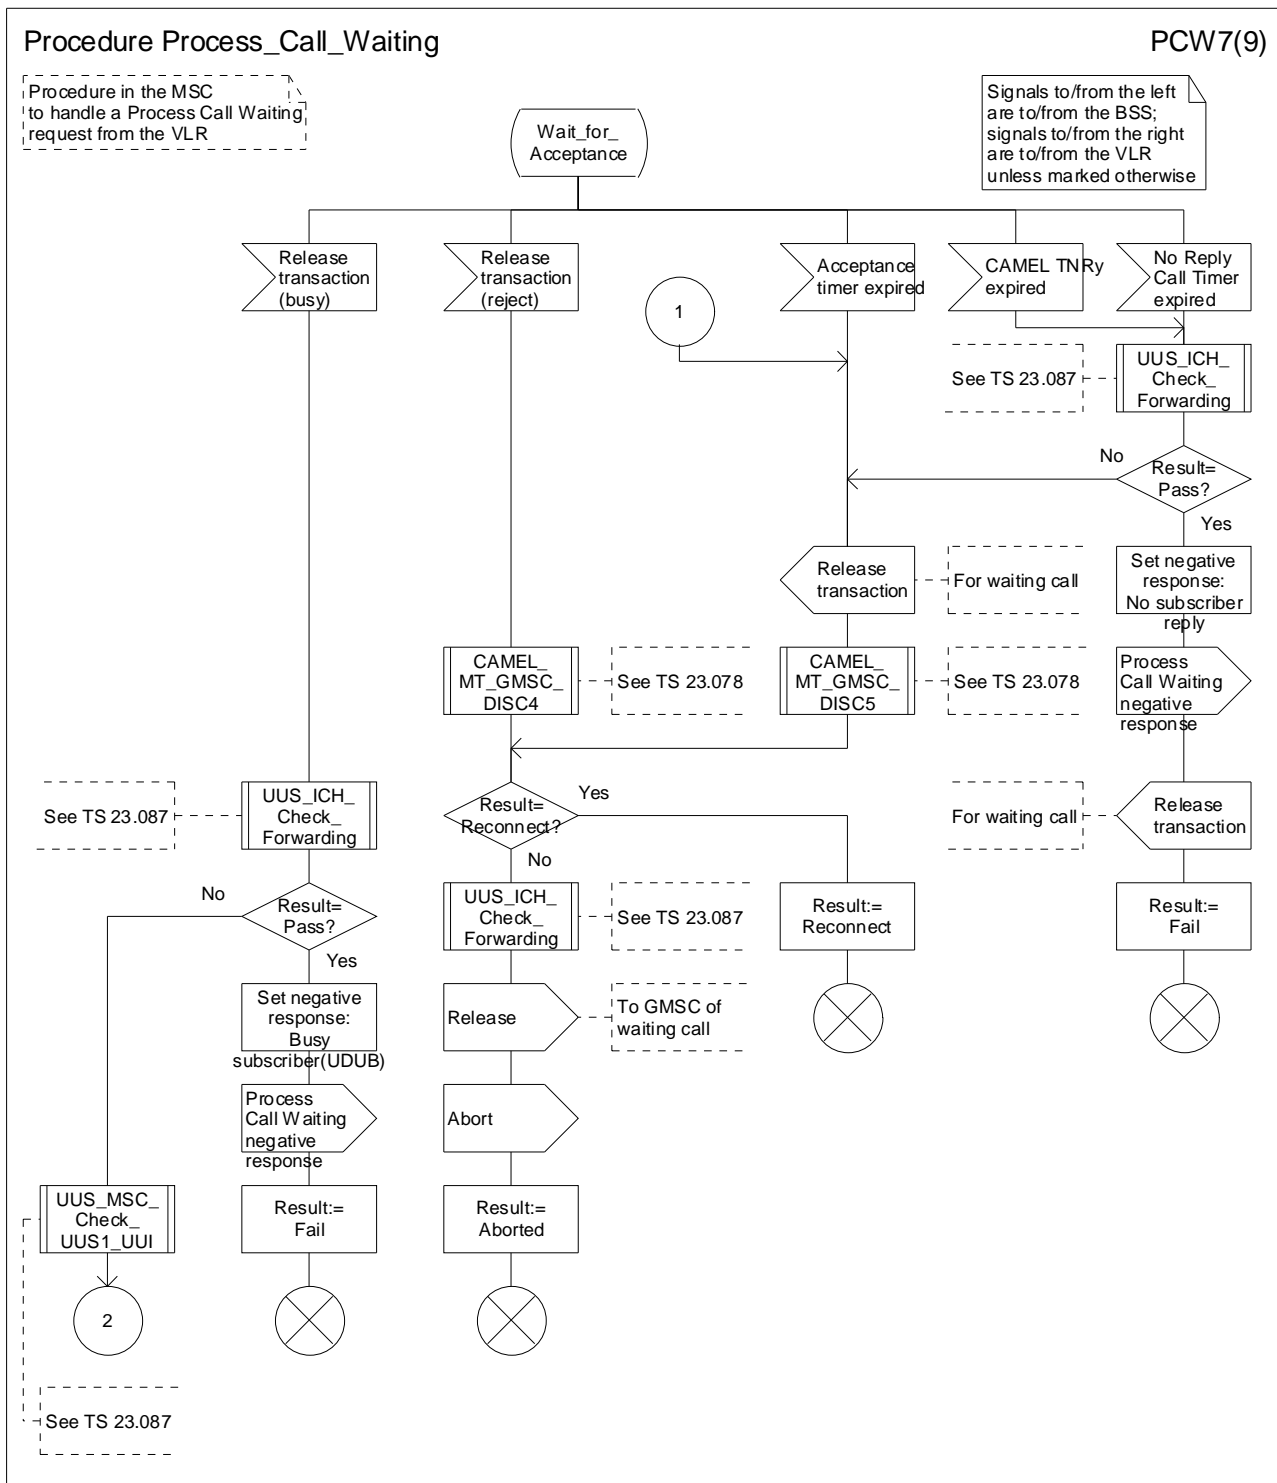 Procedure Process_Call_Waiting
PCW7(9)
Procedure in the MSC
to handle a Process Call Waiting
request from the VLR
Signals to/from the left
are to/from the BSS;
signals to/from the right
are to/from the VLR
unless marked otherwise
Wait_for_
Acceptance
Release
transaction
(busy)
Release
transaction
(reject)
Acceptance
timer expired
CAMEL TNRy
expired
No Reply
Call Timer
expired
1
See TS 23.087
UUS_ICH_
Check_
Forwarding
No
Result=
Pass?
Yes
Release
transaction
For waiting call
Set negative
response:
No subscriber
reply
CAMEL_
MT_GMSC_
DISC4
See TS 23.078
CAMEL_
MT_GMSC_
DISC5
See TS 23.078
Process
Call Waiting
negative
response
See TS 23.087
UUS_ICH_
Check_
Forwarding
Result=
Reconnect?
Yes
No
For waiting call
Release
transaction
No
Result=
Pass?
Yes
UUS_ICH_
Check_
Forwarding
See TS 23.087
Result:=
Reconnect
Result:=
Fail
Set negative
response:
Busy
subscriber(UDUB)
Release
To GMSC of
waiting call
Process
Call Waiting
negative
response
Abort
UUS_MSC_
Check_
UUS1_UUI
Result:=
Fail
Result:=
Aborted
2
See TS 23.087